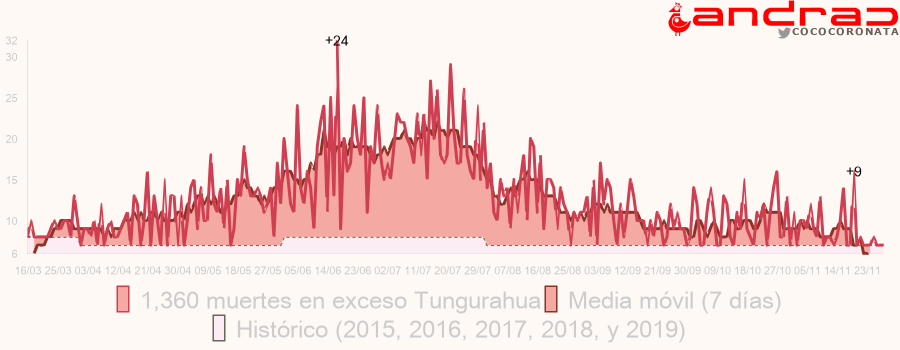 andrab
COCOCORONATA
+24
+9
32
30
25
20
15
10
6
16/03 25/03 03/04 12/04 21/04 30/04 09/05 18/05 27/05 05/06 14/06 23/06 02/07 11/07 20/07 29/07 07/08 16/08 25/08 03/09 12/09 21/09 30/09 09/10 18/10 27/10 05/11 14/11 23/11
1,360 muertes en exceso Tungurahua Media móvil (7 días)
Histórico (2015, 2016, 2017, 2018, y 2019)